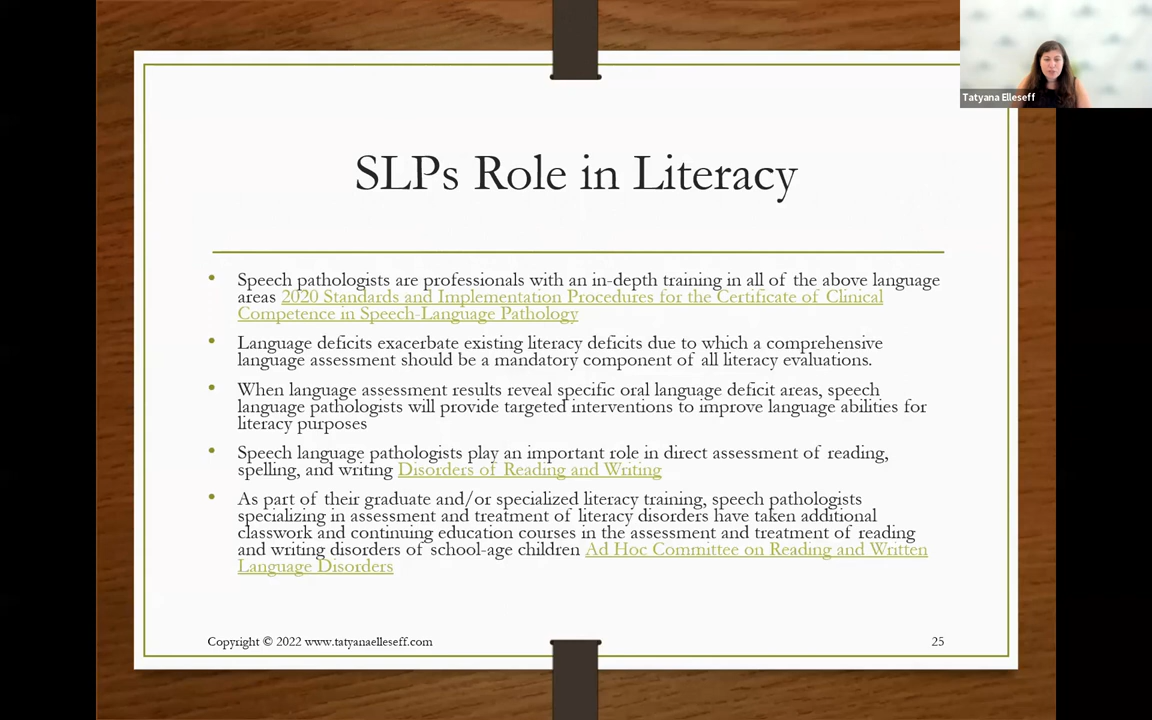 Tatyana Elleseff
SLPs Role in Literacy
• Speech pathologists are professionals with an in-depth training in all of the above language
areas 2020 Standards and Implementation Procedures for the Certificate of Clinical
Competence in Speech-Language Pathology
• Language deficits exacerbate existing literacy deficits due to which a comprehensive
language assessment should be a mandatory component of all literacy evaluations.
• When language assessment results reveal specific oral language deficit areas, speech
language pathologists will provide targeted interventions to improve language abilities for
literacy purposes
• Speech language pathologists play an important role in direct assessment of reading,
spelling, and writing Disorders of Reading and Writing
• As part of their graduate and/or specialized literacy training, speech pathologists
specializing in assessment and treatment of literacy disorders have taken additional
classwork and continuing education courses in the assessment and treatment of reading
and writing disorders of school-age children Ad Hoc Committee on Reading and Written
Language Disorders
Copyright © 2022 www.tatyanaelleseff.com
25